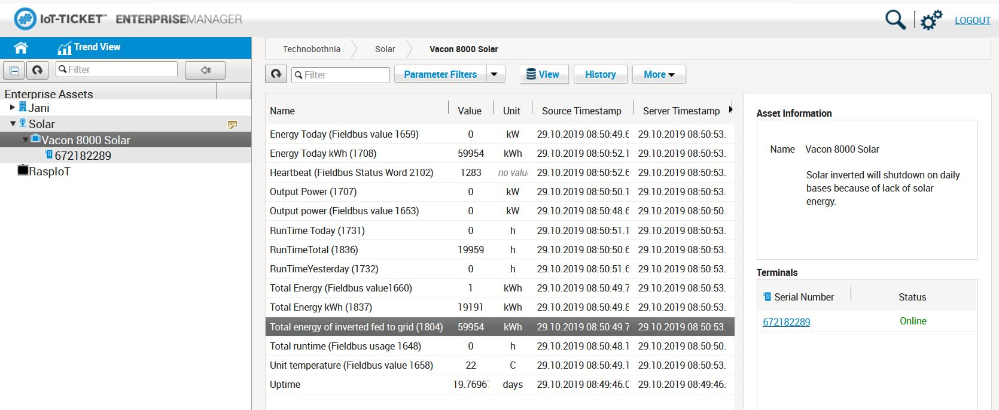 IoT-TICKET™ ENTERPRISEMANAGER
LOGOUT
Trend View
Filter
Enterprise Assets
Jani
Solar
Vacon 8000 Solar
672182289
RaspIoT
Technobothnia Solar Vacon 8000 Solar
Filter Parameter Filters View History More
Name Value Unit Source Timestamp Server Timestamp
Energy Today (Fieldbus value 1659) 0 kW 29.10.2019 08:50:49.6 29.10.2019 08:50:53.
Energy Today kWh (1708) 59954 kWh 29.10.2019 08:50:52.1 29.10.2019 08:50:53.
Heartbeat (Fieldbus Status Word 2102) 1283 no valu 29.10.2019 08:50:52.6 29.10.2019 08:50:53.
Output Power (1707) 0 kW 29.10.2019 08:50:50.1 29.10.2019 08:50:53.
Output power (Fieldbus value 1653) 0 kW 29.10.2019 08:50:48.6 29.10.2019 08:50:50.
RunTime Today (1731) 0 h 29.10.2019 08:50:51.1 29.10.2019 08:50:53.
RunTimeTotal (1836) 19959 h 29.10.2019 08:50:50.6 29.10.2019 08:50:53.
RunTimeYesterday (1732) 0 h 29.10.2019 08:50:51.6 29.10.2019 08:50:53.
Total Energy (Fieldbus value1660) 1 kWh 29.10.2019 08:50:49.7 29.10.2019 08:50:53.
Total Energy kWh (1837) 19191 kWh 29.10.2019 08:50:49.8 29.10.2019 08:50:53.
Total energy of inverted fed to grid (1804) 59954 kWh 29.10.2019 08:50:49.7 29.10.2019 08:50:53.
Total runtime (Fieldbus usage 1648) 0 h 29.10.2019 08:50:48.1 29.10.2019 08:50:50.
Unit temperature (Fieldbus value 1658) 22 C 29.10.2019 08:50:49.1 29.10.2019 08:50:53.
Uptime 19.7696 days 29.10.2019 08:49:46.0 29.10.2019 08:49:46.
Asset Information
Name Vacon 8000 Solar
Solar inverted will shutdown on daily
bases because of lack of solar
energy.
Terminals
Serial Number Status
672182289 Online